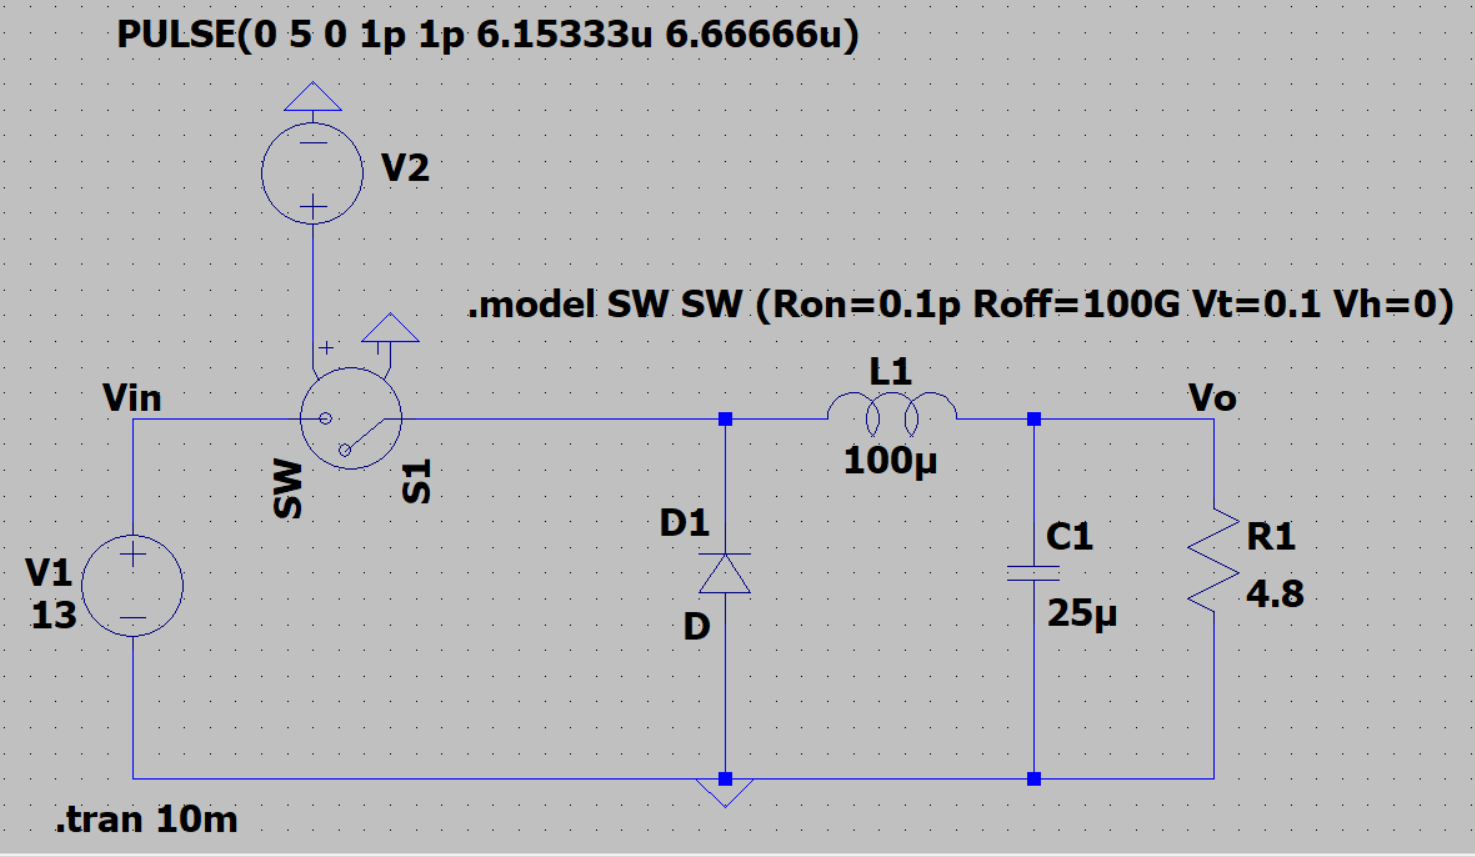 PULSE(0 5 0 1p 1p 6.15333u 6.66666u)
V2
.model SW SW (Ron=0.1p Roff=100G Vt=0.1 Vh=0)
Vin
SW
S1
L1
100µ
Vo
V1
13
D1
D
C1
25µ
R1
4.8
.tran 10m